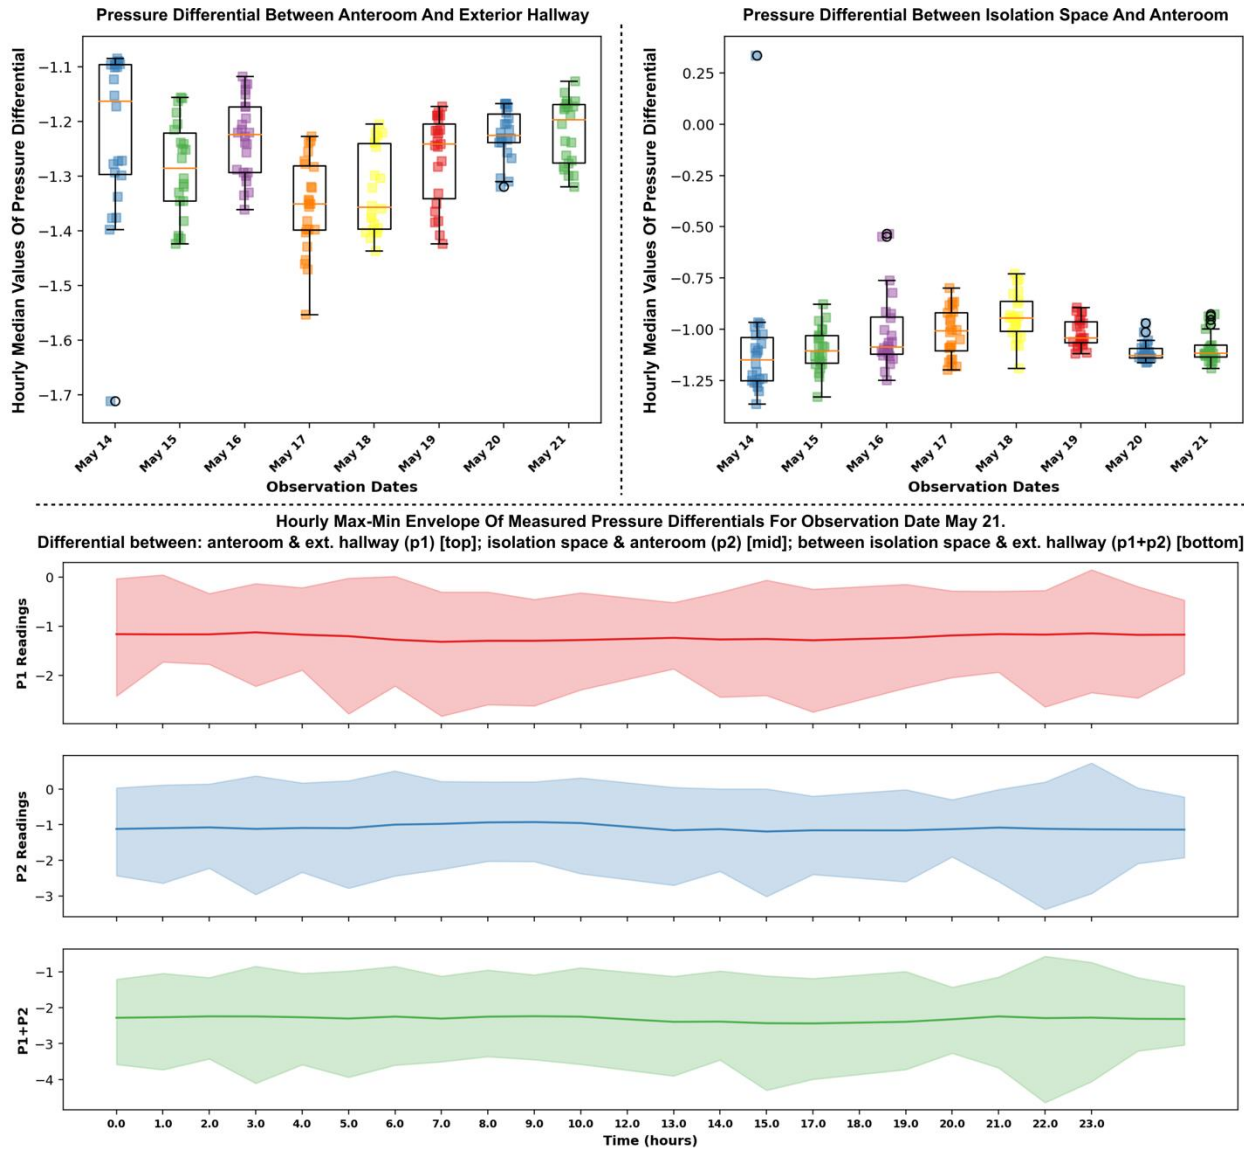 Pressure Differential Between Anteroom And Exterior Hallway
Hourly Median Values Of Pressure Differential
−1.1
−1.2
−1.3
−1.4
−1.5
−1.6
−1.7
May 14
May 15
May 16
May 17
May 18
May 19
May 20
May 21
Observation Dates
Pressure Differential Between Isolation Space And Anteroom
Hourly Median Values Of Pressure Differential
0.25
0.00
−0.25
−0.50
−0.75
−1.00
−1.25
May 14
May 15
May 16
May 17
May 18
May 19
May 20
May 21
Observation Dates
Hourly Max-Min Envelope Of Measured Pressure Differentials For Observation Date May 21.
Differential between: anteroom & ext. hallway (p1) [top]; isolation space & anteroom (p2) [mid]; between isolation space & ext. hallway (p1+p2) [bottom]
P1 Readings
0
−1
−2
P2 Readings
0
−1
−2
−3
P1+P2
−1
−2
−3
−4
0.0 1.0 2.0 3.0 4.0 5.0 6.0 7.0 8.0 9.0 10.0 12.0 13.0 14.0 15.0 17.0 18.0 19.0 20.0 21.0 22.0 23.0
Time (hours)